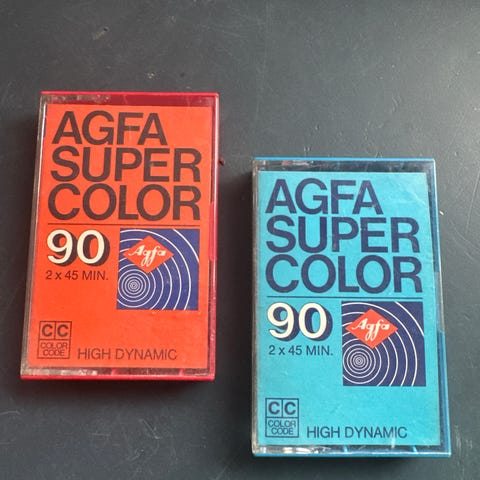 AGFA
SUPER
COLOR
90
Agfa
2 x 45 MIN.
CC
COLOR
CODE
HIGH DYNAMIC
AGFA
SUPER
COLOR
90
Agfa
2 x 45 MIN.
CC
COLOR
CODE
HIGH DYNAMIC